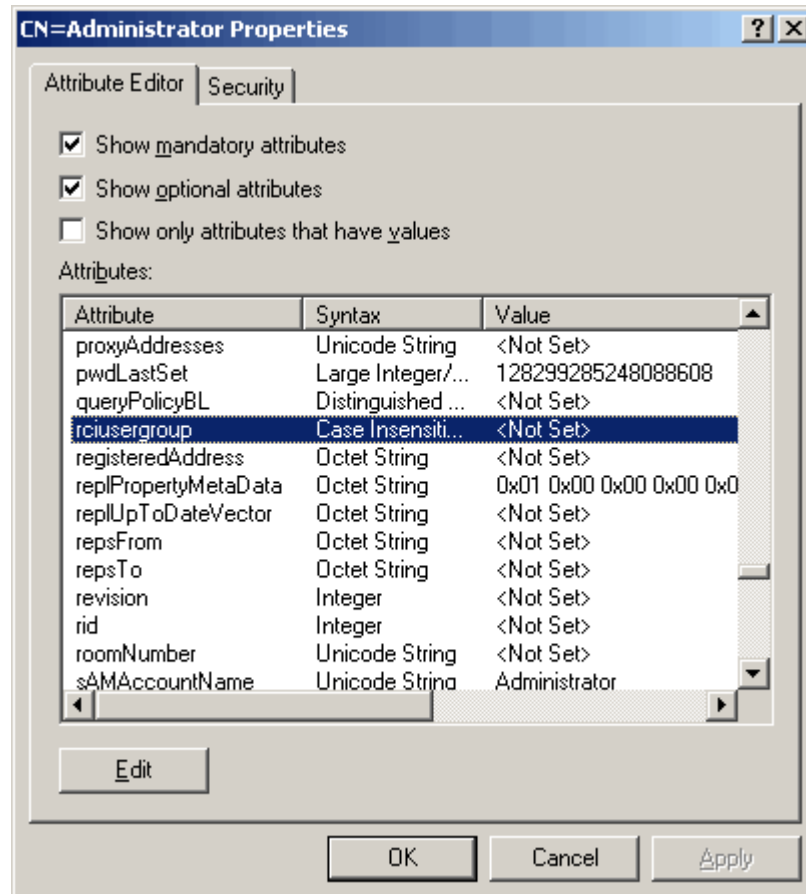 CN=Administrator Properties
Attribute Editor Security
Show mandatory attributes
Show optional attributes
Show only attributes that have values
Attributes:
Attribute Syntax Value
proxyAddresses Unicode String <Not Set>
pwdLastSet Large Integer/... 128299285248088608
queryPolicyBL Distinguished ... <Not Set>
rciusergroup Case Insensiti... <Not Set>
registeredAddress Octet String <Not Set>
replPropertyMetaData Octet String 0x01 0x00 0x00 0x00 0x0
replUpToDateVector Octet String <Not Set>
repsFrom Octet String <Not Set>
repsTo Octet String <Not Set>
revision Integer <Not Set>
rid Integer <Not Set>
roomNumber Unicode String <Not Set>
sAMAccountName Unicode String Administrator
Edit
OK Cancel Apply